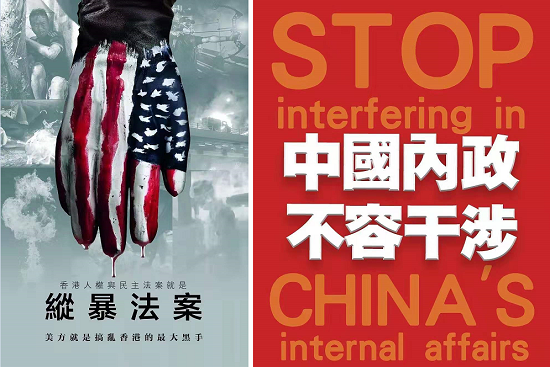 香港人權與民主法案就是
縱暴法案
美方就是搞亂香港的最大黑手
STOP
interfering in
中國內政
不容干涉
CHINA'S
internal affairs